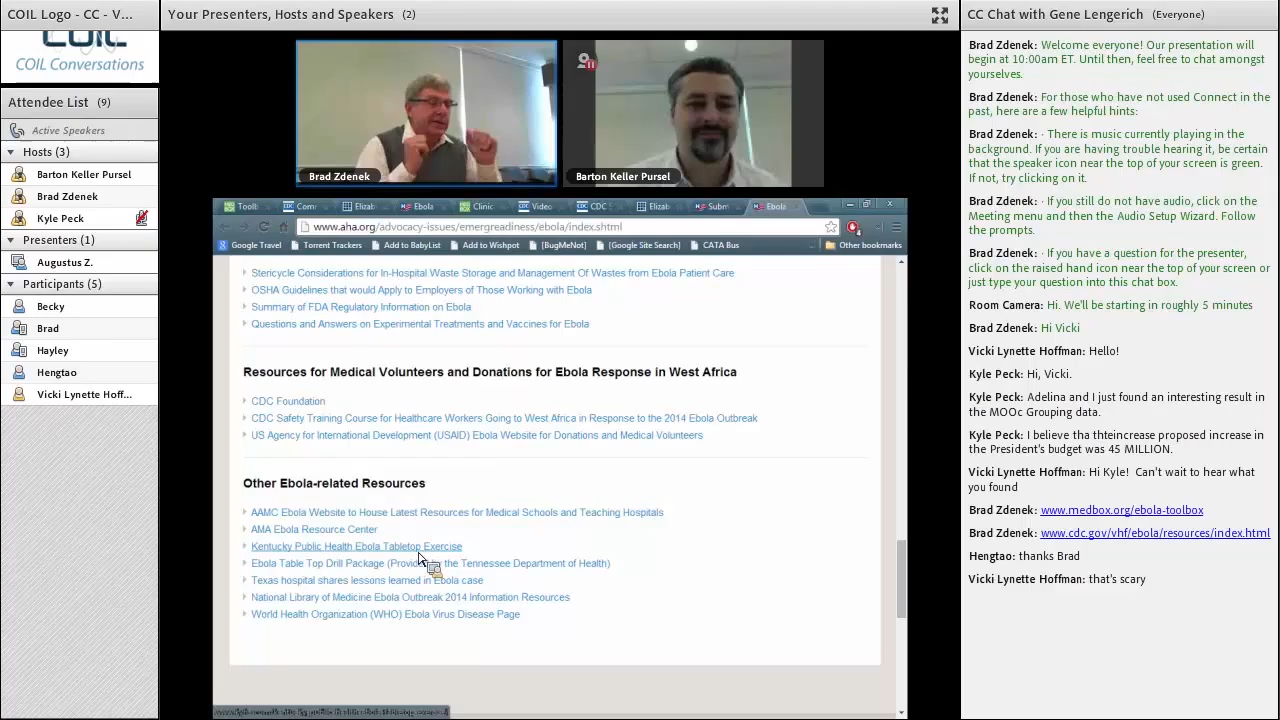 COIL Logo - CC - V...
COIL
COIL Conversations
Attendee List (9)
Active Speakers
Hosts (3)
Barton Keller Pursel
Brad Zdenek
Kyle Peck
Presenters (1)
Augustus Z.
Participants (5)
Becky
Brad
Hayley
Hengtao
Vicki Lynette Hoff...
Your Presenters, Hosts and Speakers (2)
Brad Zdenek
Barton Keller Pursel
Toolb
Com
Elizab
Ebola
Clinic
Video
CDC
Elizab
Subm
Ebola
www.aha.org/advocacy-issues/emergreadiness/ebola/index.shtml
Google Travel
Torrent Trackers
Add to BabyList
Add to Wishpot
[BugMeNot]
[Google Site Search]
CATA Bus
Other bookmarks
Stericycle Considerations for In-Hospital Waste Storage and Management Of Wastes from Ebola Patient Care
OSHA Guidelines that would Apply to Employers of Those Working with Ebola
Summary of FDA Regulatory Information on Ebola
Questions and Answers on Experimental Treatments and Vaccines for Ebola
Resources for Medical Volunteers and Donations for Ebola Response in West Africa
CDC Foundation
CDC Safety Training Course for Healthcare Workers Going to West Africa in Response to the 2014 Ebola Outbreak
US Agency for International Development (USAID) Ebola Website for Donations and Medical Volunteers
Other Ebola-related Resources
AAMC Ebola Website to House Latest Resources for Medical Schools and Teaching Hospitals
AMA Ebola Resource Center
Kentucky Public Health Ebola Tabletop Exercise
Ebola Table Top Drill Package (Provid the Tennessee Department of Health)
Texas hospital shares lessons learned in Ebola case
National Library of Medicine Ebola Outbreak 2014 Information Resources
World Health Organization (WHO) Ebola Virus Disease Page
CC Chat with Gene Lengerich (Everyone)
Brad Zdenek: Welcome everyone! Our presentation will
begin at 10:00am ET. Until then, feel free to chat amongst
yourselves.
Brad Zdenek: For those who have not used Connect in the
past, here are a few helpful hints:
Brad Zdenek: · There is music currently playing in the
background. If you are having trouble hearing it, be certain
that the speaker icon near the top of your screen is green.
If not, try clicking on it.
Brad Zdenek: · If you still do not have audio, click on the
Meeting menu and then the Audio Setup Wizard. Follow
the prompts.
Brad Zdenek: · If you have a question for the presenter,
click on the raised hand icon near the top of your screen or
just type your question into this chat box.
Tom Caswera: Hi. We'll be starting in roughly 5 minutes
Brad Zdenek: Hi Vicki
Vicki Lynette Hoffman: Hello!
Kyle Peck: Hi, Vicki.
Kyle Peck: Adelina and I just found an interesting result in
the MOOc Grouping data.
Kyle Peck: I believe tha theincrease proposed increase in
the President's budget was 45 MILLION.
Vicki Lynette Hoffman: Hi Kyle! Can't wait to hear what
you found
Brad Zdenek: www.medbox.org/ebola-toolbox
Brad Zdenek: www.cdc.gov/vhf/ebola/resources/index.html
Hengtao: thanks Brad
Vicki Lynette Hoffman: that's scary